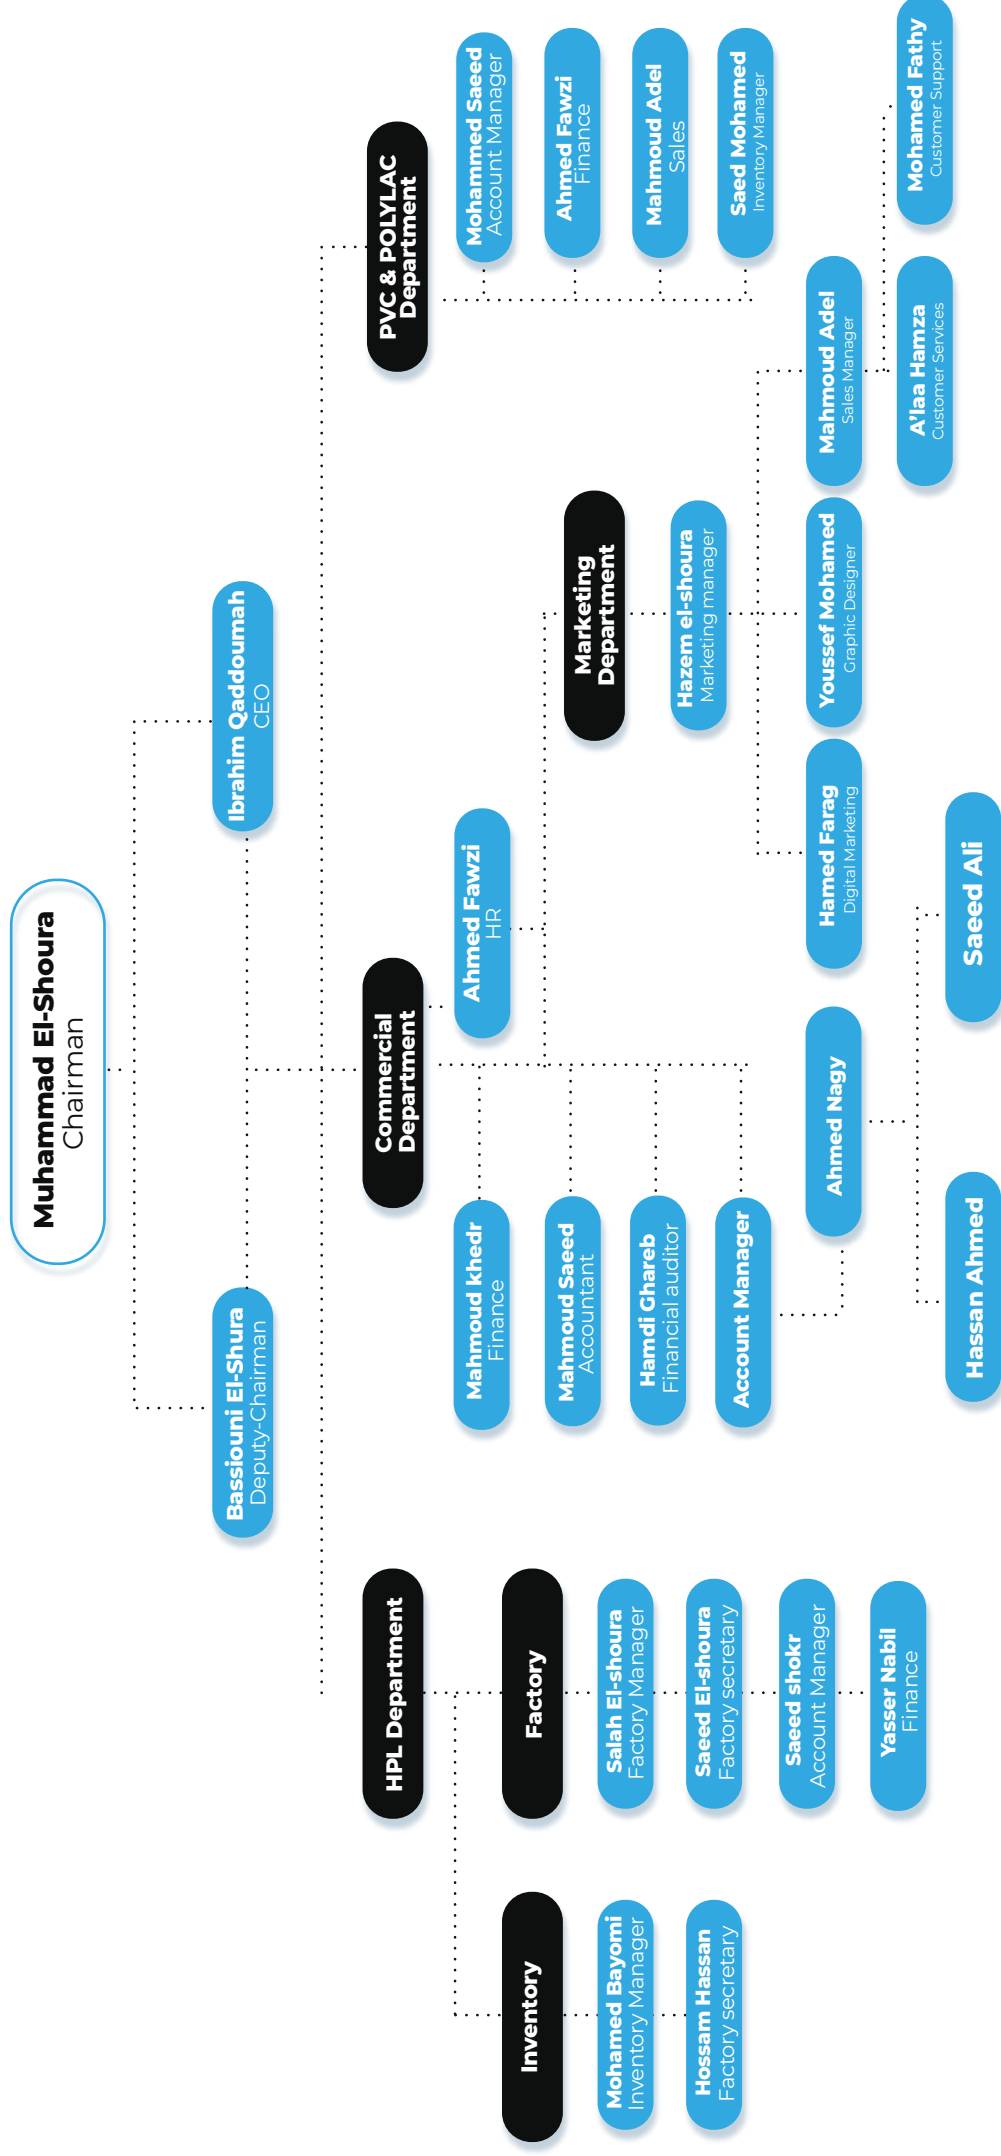 Muhammad El-Shoura
Chairman
Bassiouni El-Shura
Deputy-Chairman
Ibrahim Qaddoumah
CEO
HPL Department
Commercial
Department
PVC & POLYLAC
Department
Inventory
Mohamed Bayomi
Inventory Manager
Hossam Hassan
Factory secretary
Factory
Salah El-shoura
Factory Manager
Saeed El-shoura
Factory secretary
Saeed shokr
Account Manager
Yasser Nabil
Finance
Mahmoud khedr
Finance
Mahmoud Saeed
Accountant
Hamdi Ghareb
Financial auditor
Account Manager
Ahmed Nagy
Hassan Ahmed
Saeed Ali
Ahmed Fawzi
HR
Marketing
Department
Hazem el-shoura
Marketing manager
Hamed Farag
Digital Marketing
Youssef Mohamed
Graphic Designer
Mahmoud Adel
Sales Manager
A'laa Hamza
Customer Services
Mohamed Fathy
Customer Support
Mohammed Saeed
Account Manager
Ahmed Fawzi
Finance
Mahmoud Adel
Sales
Saed Mohamed
Inventory Manager